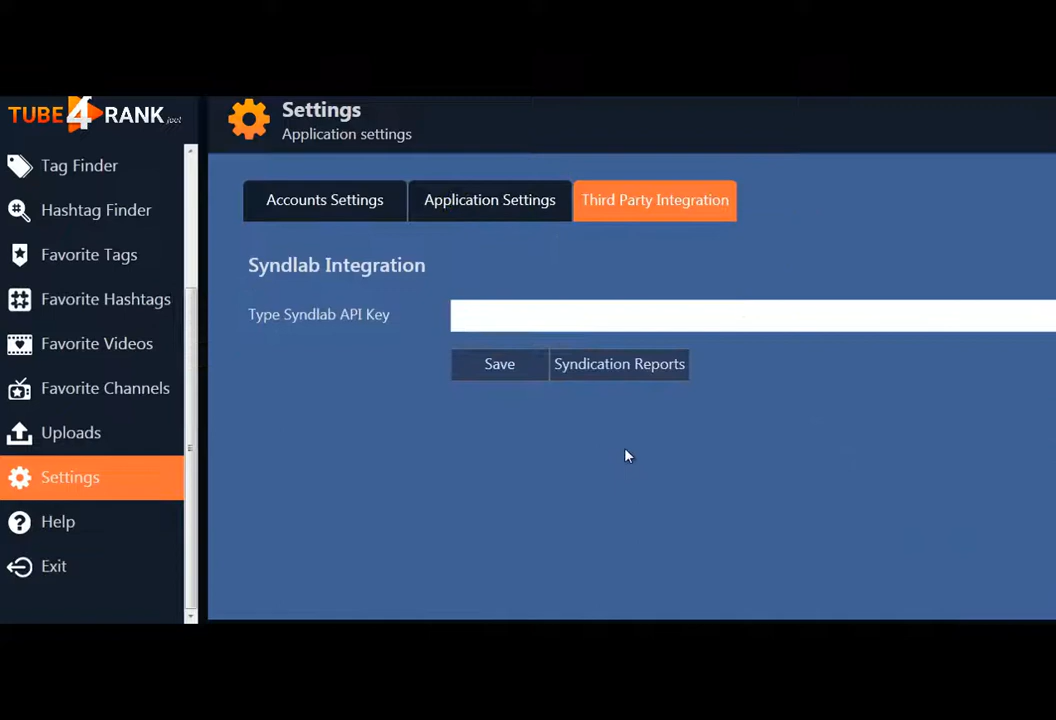 TUBE4RANK
Tag Finder
Hashtag Finder
Favorite Tags
Favorite Hashtags
Favorite Videos
Favorite Channels
Uploads
Settings
Help
Exit
Settings
Application settings
Accounts Settings
Application Settings
Third Party Integration
Syndlab Integration
Type Syndlab API Key
Save
Syndication Reports